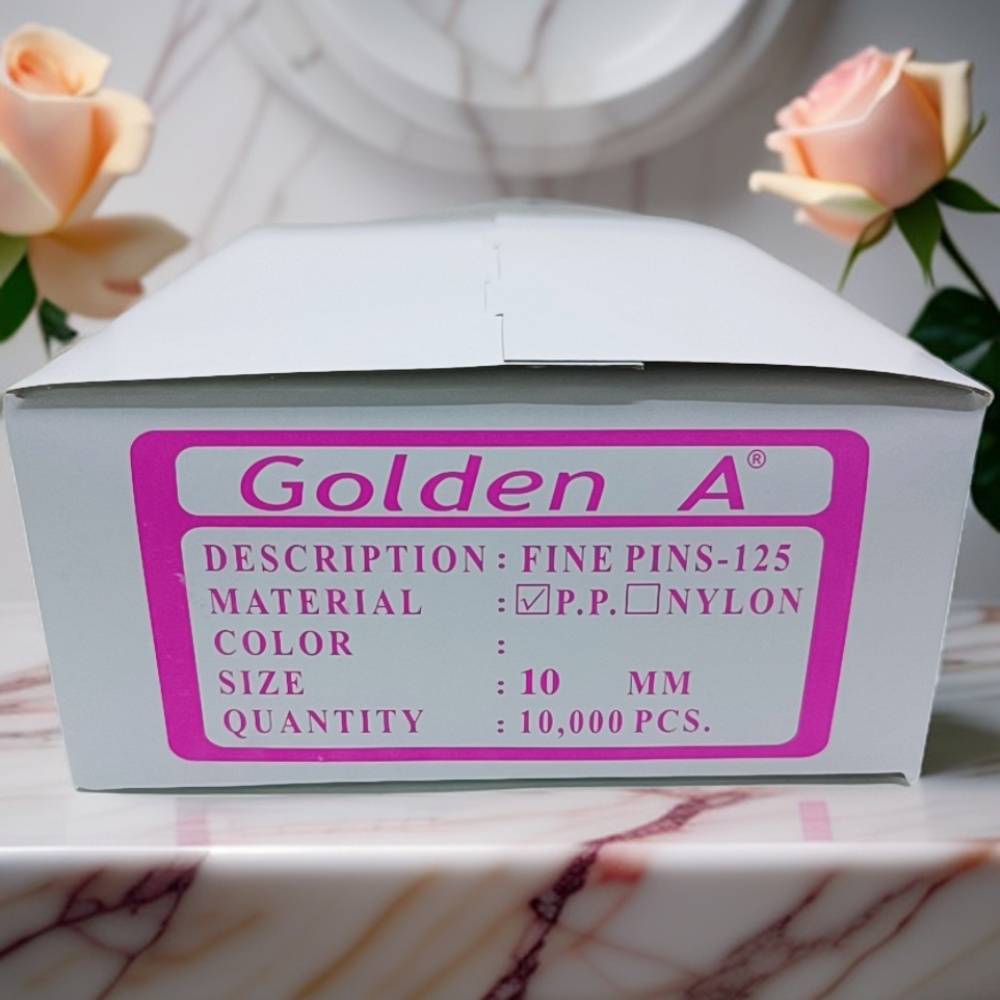 Golden A®
DESCRIPTION : FINE PINS-125
MATERIAL : ☑ P.P. ☐ NYLON
COLOR :
SIZE : 10 MM
QUANTITY : 10,000 PCS.